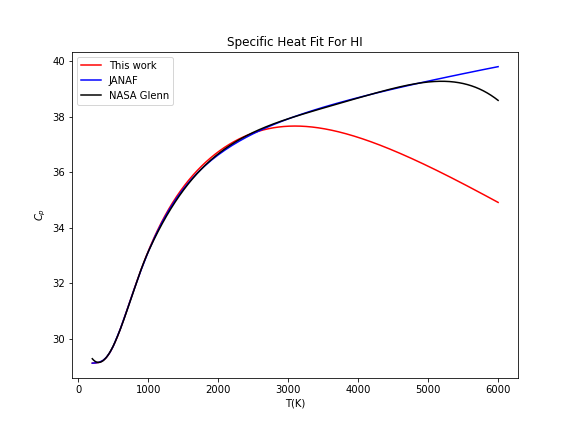 Specific Heat Fit For HI
This work
JANAF
NASA Glenn
40
38
36
34
32
30
Cₚ
0 1000 2000 3000 4000 5000 6000
T(K)